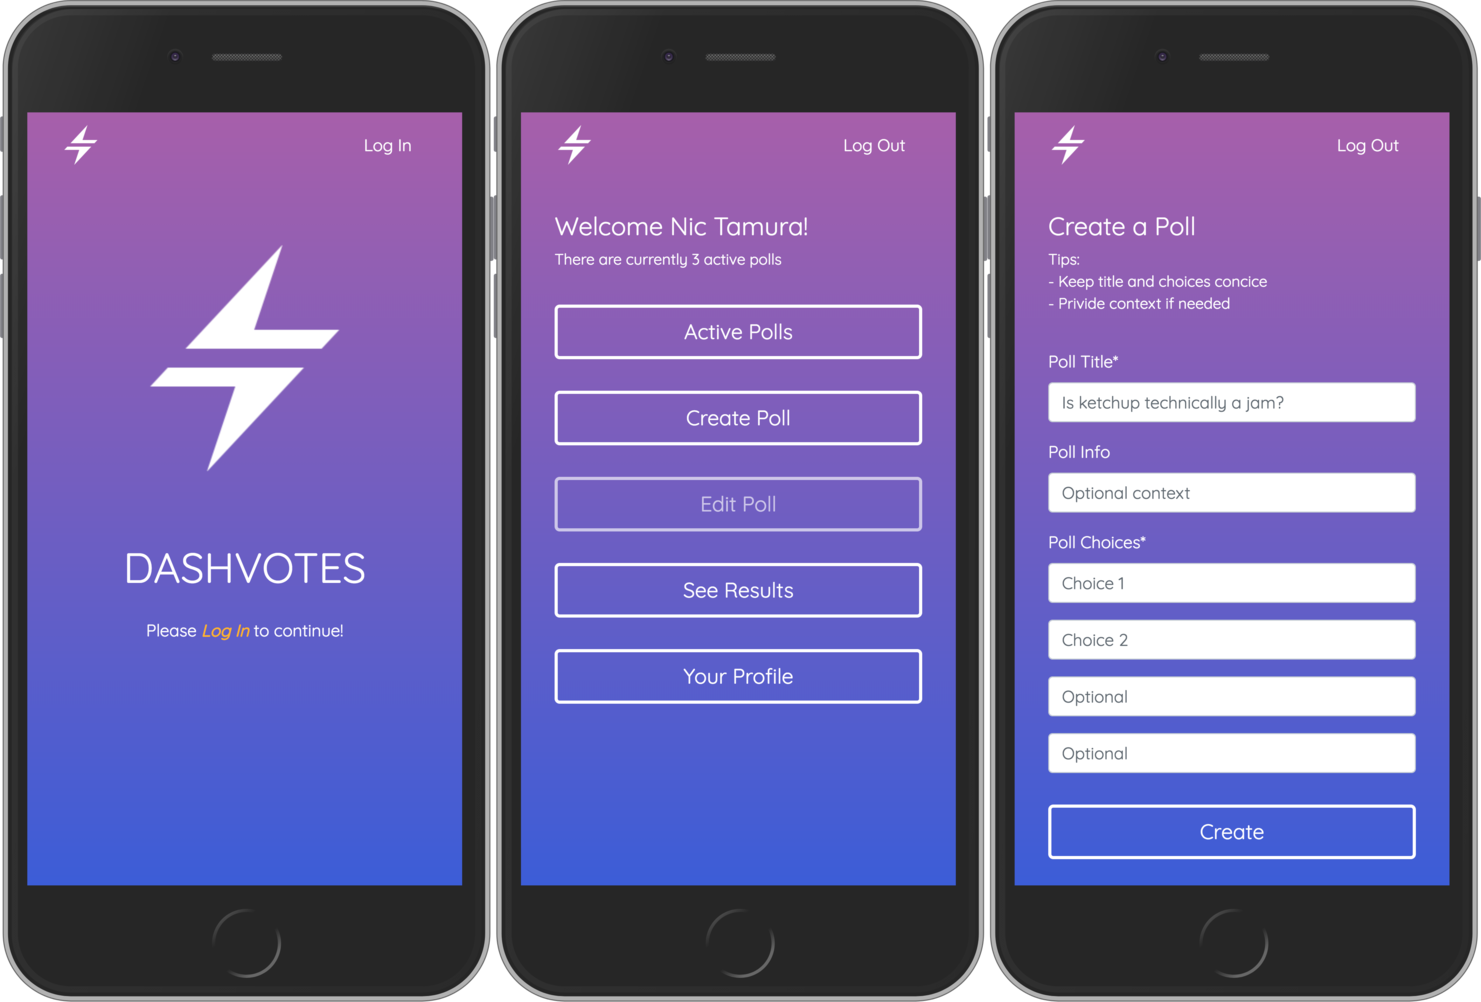 Log In
DASHVOTES
Please Log In to continue!
Log Out
Welcome Nic Tamura!
There are currently 3 active polls
Active Polls
Create Poll
Edit Poll
See Results
Your Profile
Log Out
Create a Poll
Tips:
- Keep title and choices concice
- Privide context if needed
Poll Title*
Is ketchup technically a jam?
Poll Info
Optional context
Poll Choices*
Choice 1
Choice 2
Optional
Optional
Create